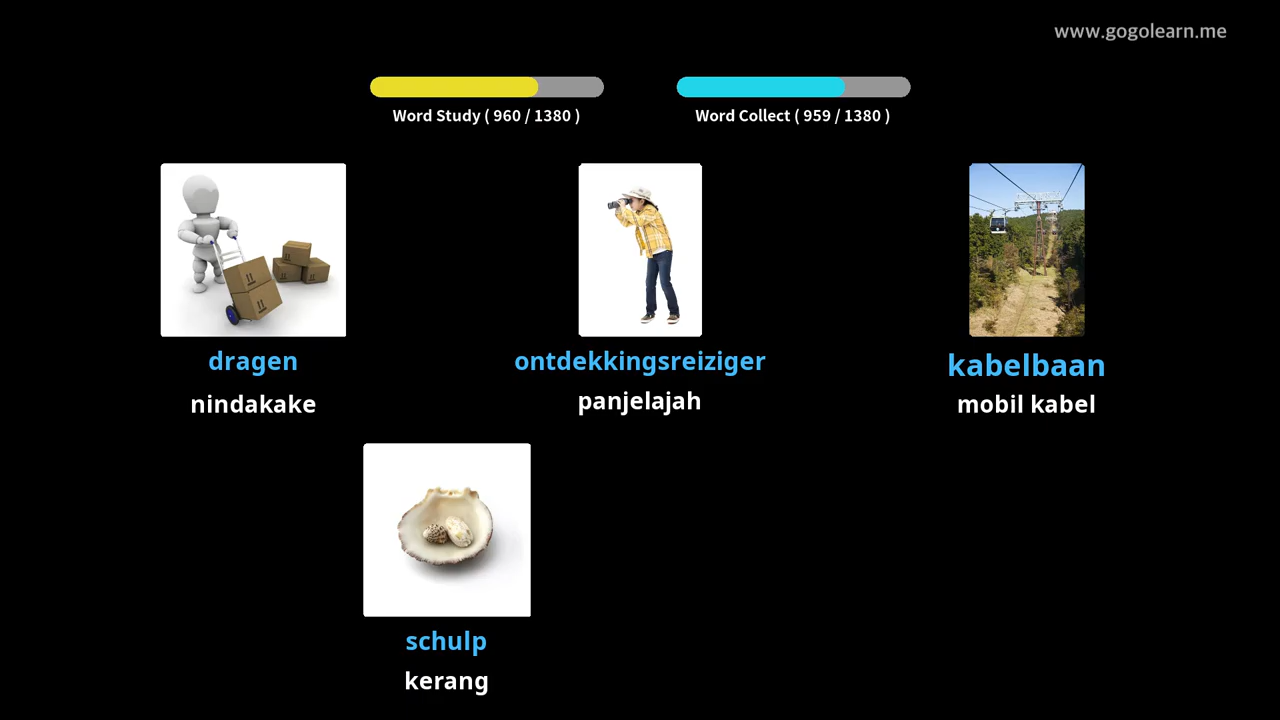 www.gogolearn.me
Word Study ( 960 / 1380 )
Word Collect ( 959 / 1380 )
dragen
nindakake
ontdekkingsreiziger
panjelajah
kabelbaan
mobil kabel
schulp
kerang